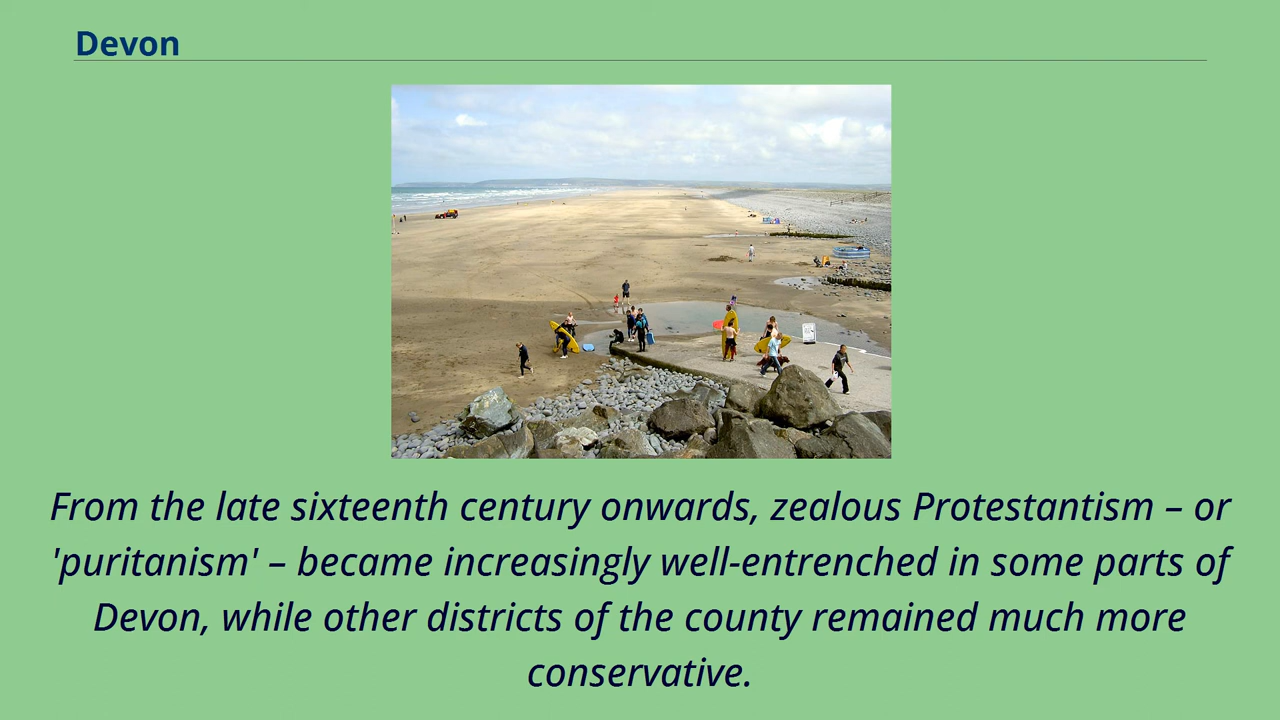 Devon
From the late sixteenth century onwards, zealous Protestantism – or
'puritanism' – became increasingly well-entrenched in some parts of
Devon, while other districts of the county remained much more
conservative.